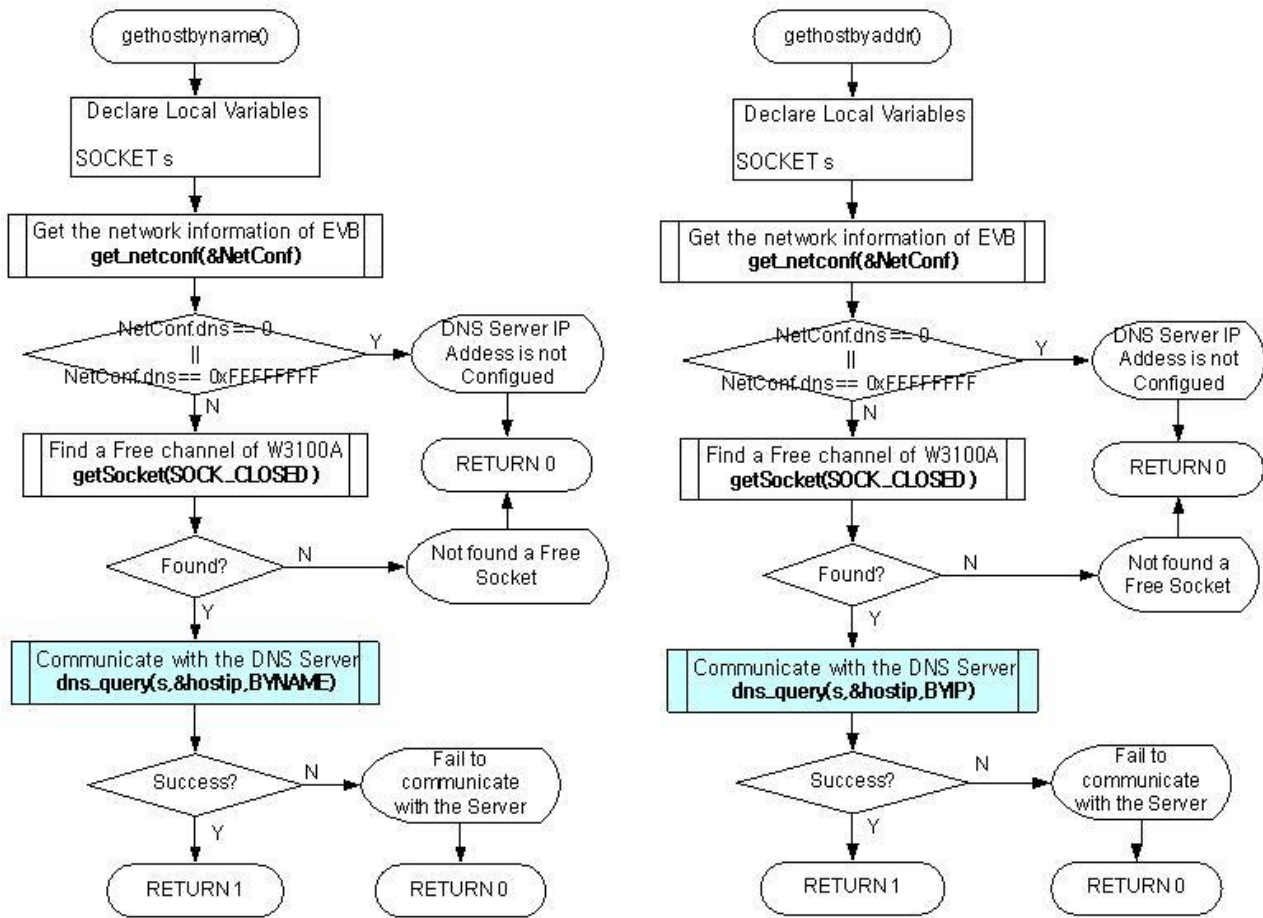 gethostbyname()
Declare Local Variables
SOCKET s
Get the network information of EVB
get_netconf(&NetConf)
NetConf.dns == 0
||
NetConf.dns== 0xFFFFFFFF
Y
DNS Server IP
Addess is not
Configued
N
Find a Free channel of W3100A
getSocket(SOCK_CLOSED)
RETURN 0
Found?
N
Not found a Free
Socket
Y
Communicate with the DNS Server
dns_query(s,&hostip,BYNAME)
Success?
N
Fail to
communicate
with the Server
Y
RETURN 1
RETURN 0
gethostbyaddr()
Declare Local Variables
SOCKET s
Get the network information of EVB
get_netconf(&NetConf)
NetConf.dns == 0
||
NetConf.dns== 0xFFFFFFFF
Y
DNS Server IP
Addess is not
Configued
N
Find a Free channel of W3100A
getSocket(SOCK_CLOSED)
RETURN 0
Found?
N
Not found a
Free Socket
Y
Communicate with the DNS Server
dns_query(s,&hostip,BYIP)
Success?
N
Fail to
communicate
with the Server
Y
RETURN 1
RETURN 0